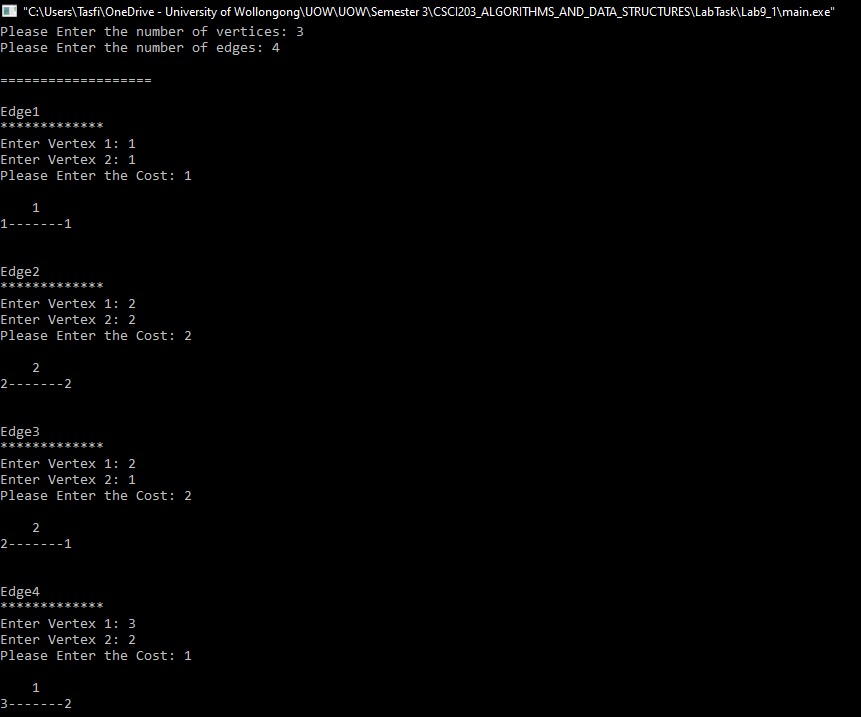 "C:\Users\Tasfi\OneDrive - University of Wollongong\UOW\UOW\Semester 3\CSCI203_ALGORITHMS_AND_DATA_STRUCTURES\LabTask\Lab9_1\main.exe"
Please Enter the number of vertices: 3
Please Enter the number of edges: 4
===================
Edge1
*************
Enter Vertex 1: 1
Enter Vertex 2: 1
Please Enter the Cost: 1
1
1-------1
Edge2
*************
Enter Vertex 1: 2
Enter Vertex 2: 2
Please Enter the Cost: 2
2
2-------2
Edge3
*************
Enter Vertex 1: 2
Enter Vertex 2: 1
Please Enter the Cost: 2
2
2-------1
Edge4
*************
Enter Vertex 1: 3
Enter Vertex 2: 2
Please Enter the Cost: 1
1
3-------2